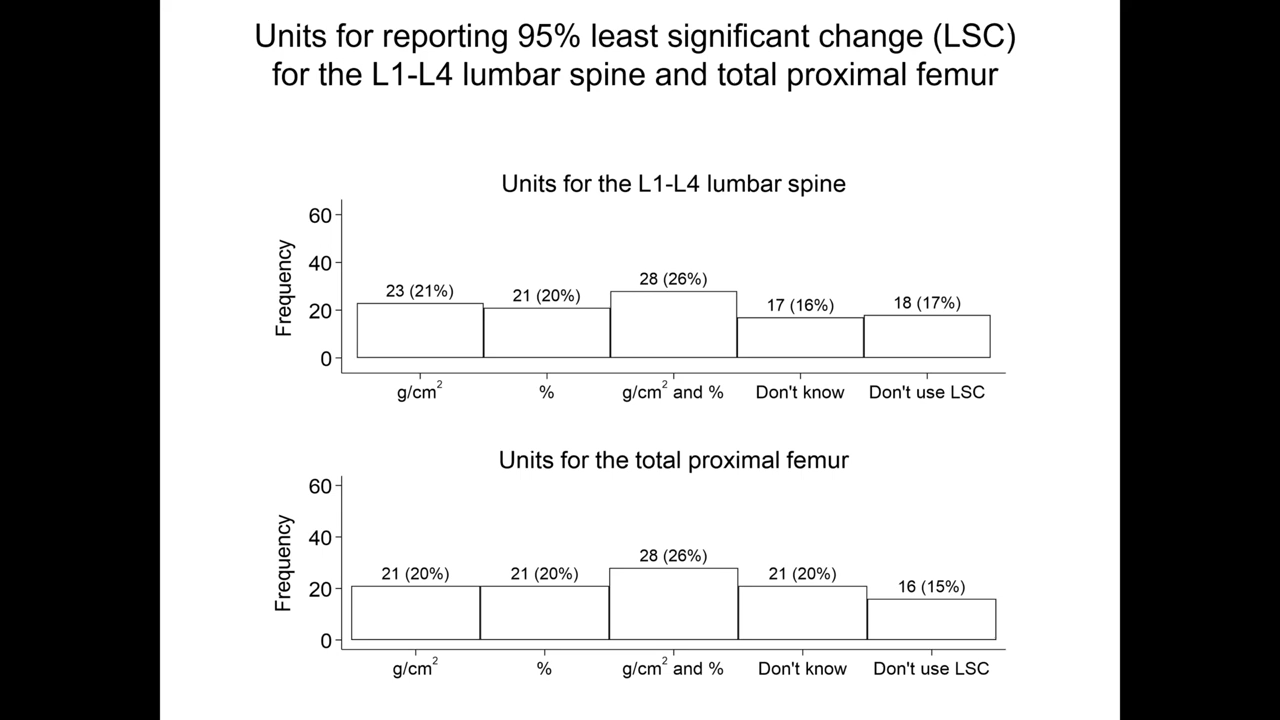 Units for reporting 95% least significant change (LSC)
for the L1-L4 lumbar spine and total proximal femur
Units for the L1-L4 lumbar spine
Frequency
60
40
20
0
23 (21%)
21 (20%)
28 (26%)
17 (16%)
18 (17%)
g/cm²
%
g/cm² and %
Don't know
Don't use LSC
Units for the total proximal femur
Frequency
60
40
20
0
21 (20%)
21 (20%)
28 (26%)
21 (20%)
16 (15%)
g/cm²
%
g/cm² and %
Don't know
Don't use LSC